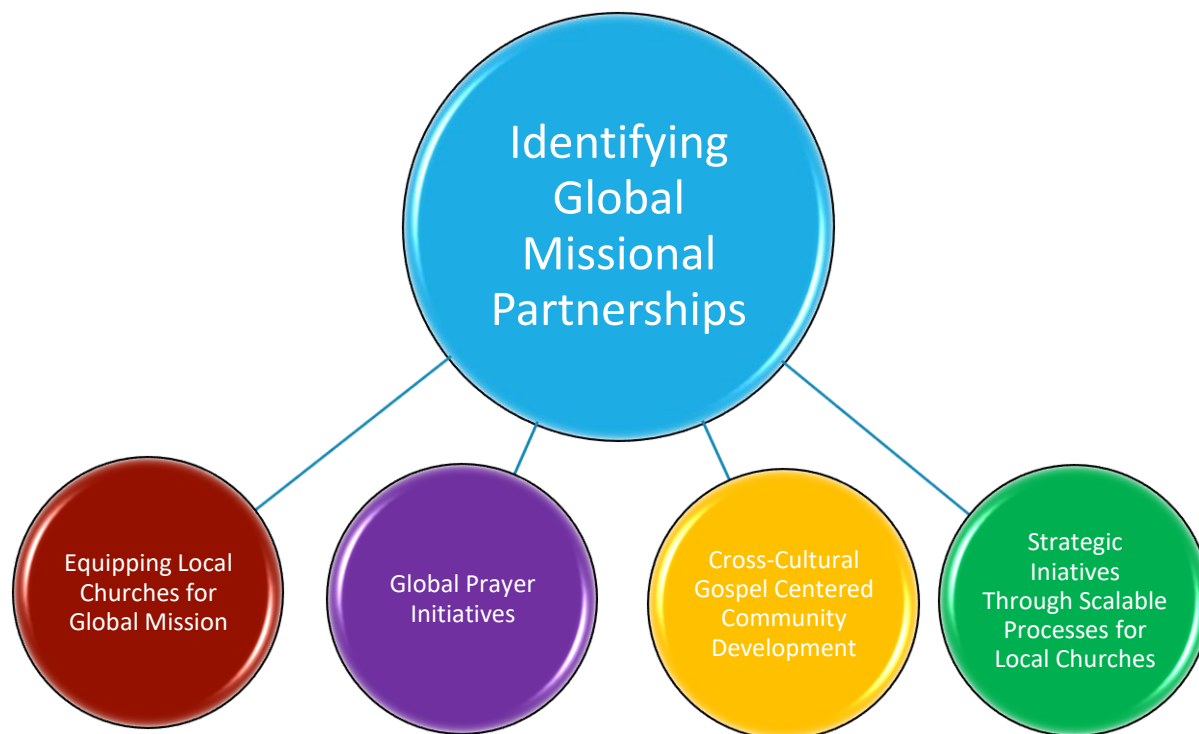 Identifying
Global
Missional
Partnerships
Equipping Local
Churches for
Global Mission
Global Prayer
Initiatives
Cross-Cultural
Gospel Centered
Community
Development
Strategic
Iniatives
Through Scalable
Processes for
Local Churches